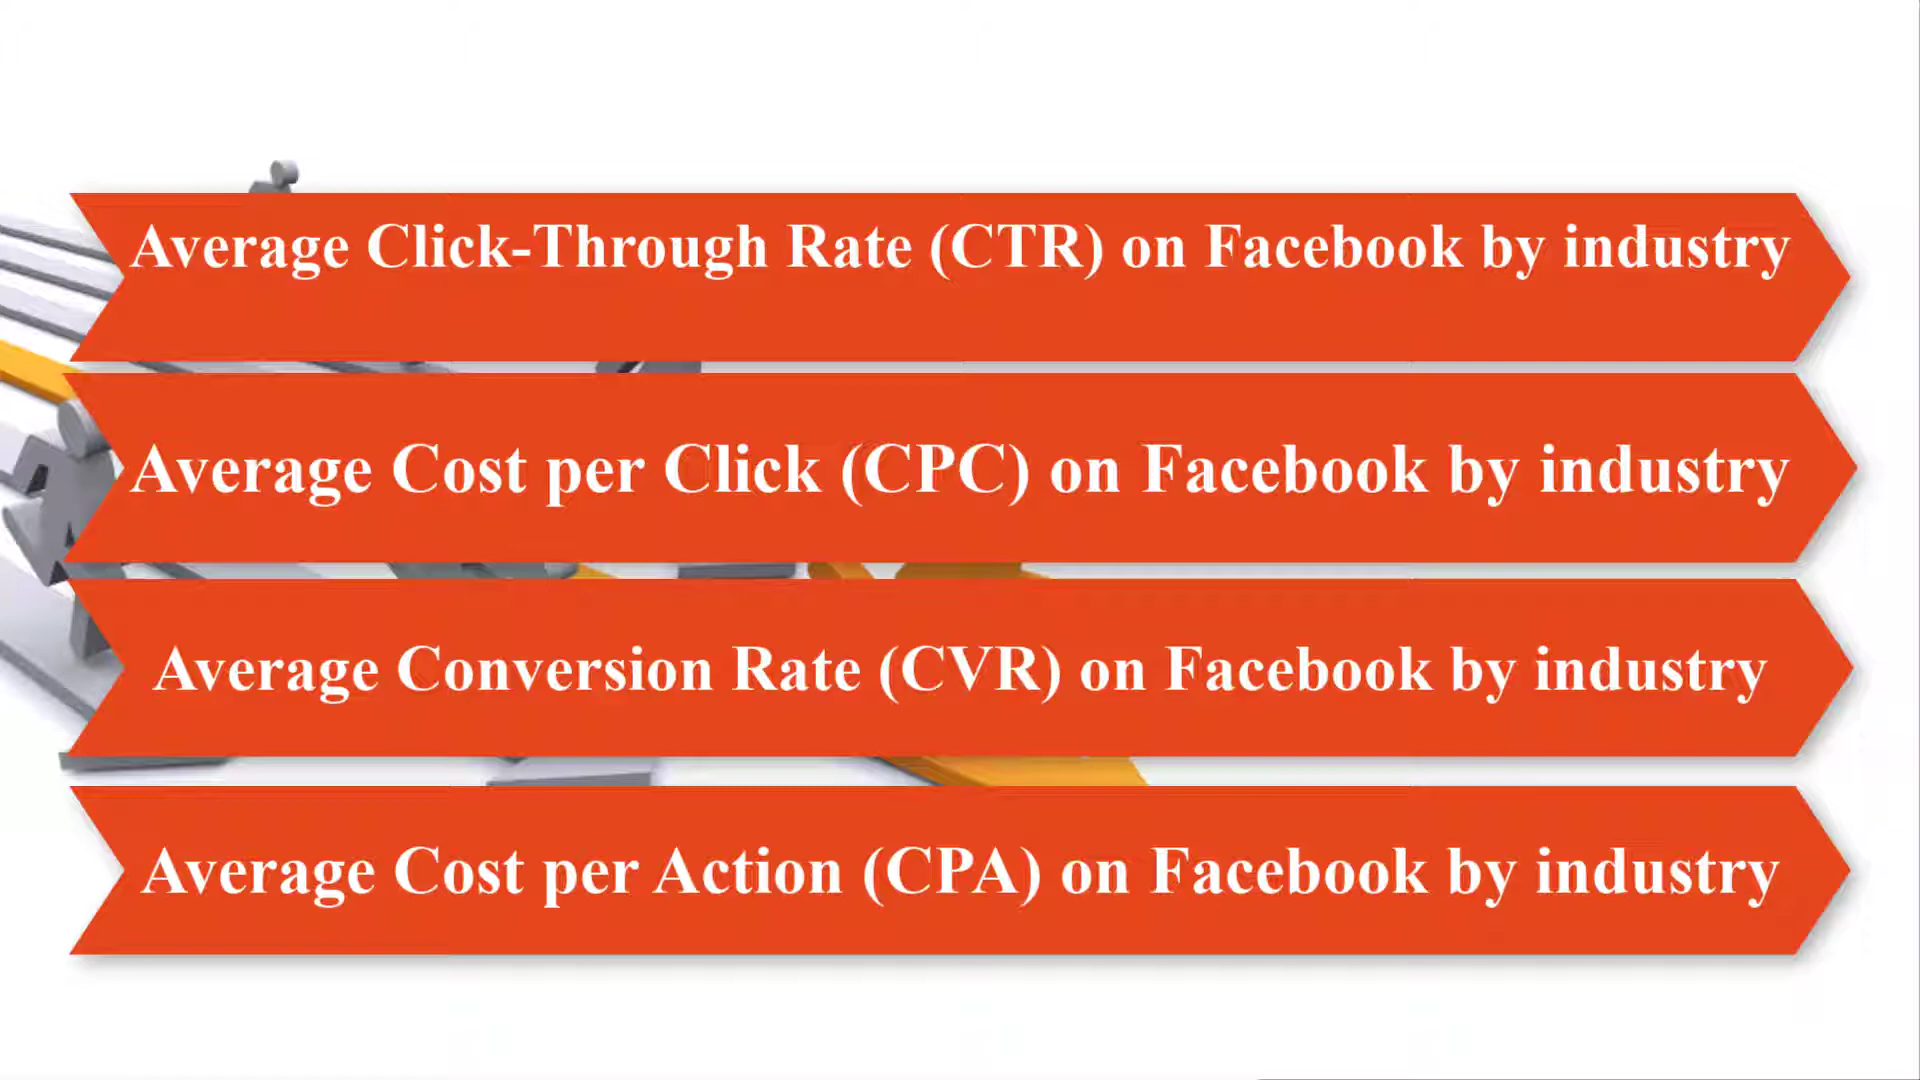 Average Click-Through Rate (CTR) on Facebook by industry
Average Cost per Click (CPC) on Facebook by industry
Average Conversion Rate (CVR) on Facebook by industry
Average Cost per Action (CPA) on Facebook by industry